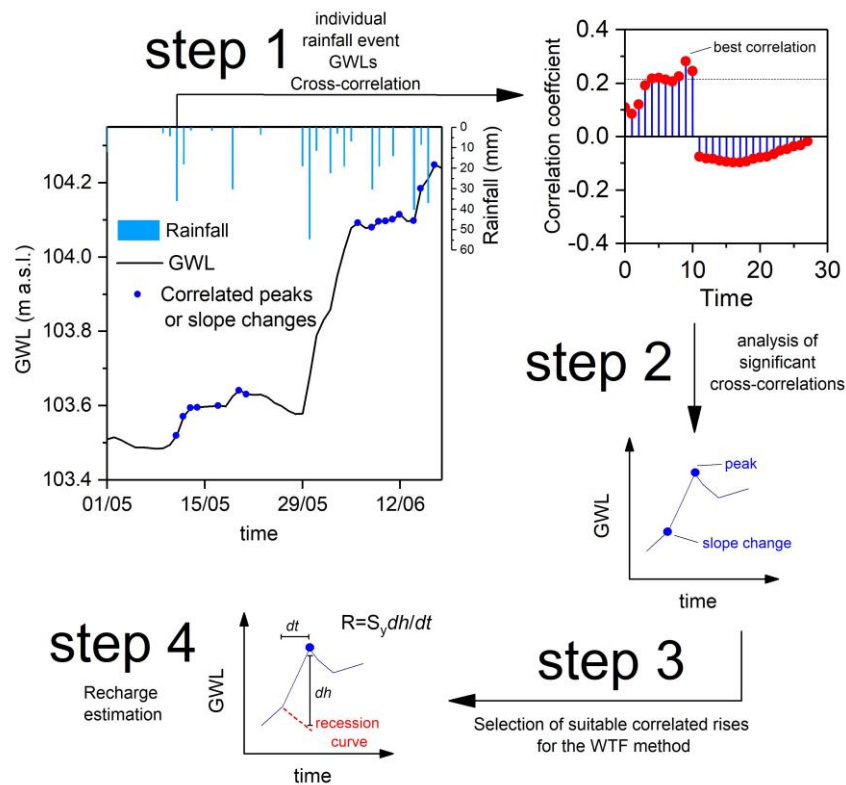 step 1
individual
rainfall event
GWLs
Cross-correlation
GWL (m a.s.l.)
104.2
104.0
103.8
103.6
103.4
01/05
15/05
29/05
12/06
time
0
10
20
30
40
50
60
Rainfall (mm)
Rainfall
GWL
Correlated peaks
or slope changes
Correlation coeffcient
0.4
0.2
0.0
-0.2
-0.4
0
10
20
30
Time
best correlation
step 2
analysis of
significant
cross-correlations
GWL
peak
slope change
time
step 3
Selection of suitable correlated rises
for the WTF method
step 4
Recharge
estimation
GWL
dt
R=Sydh/dt
dh
recession
curve
time